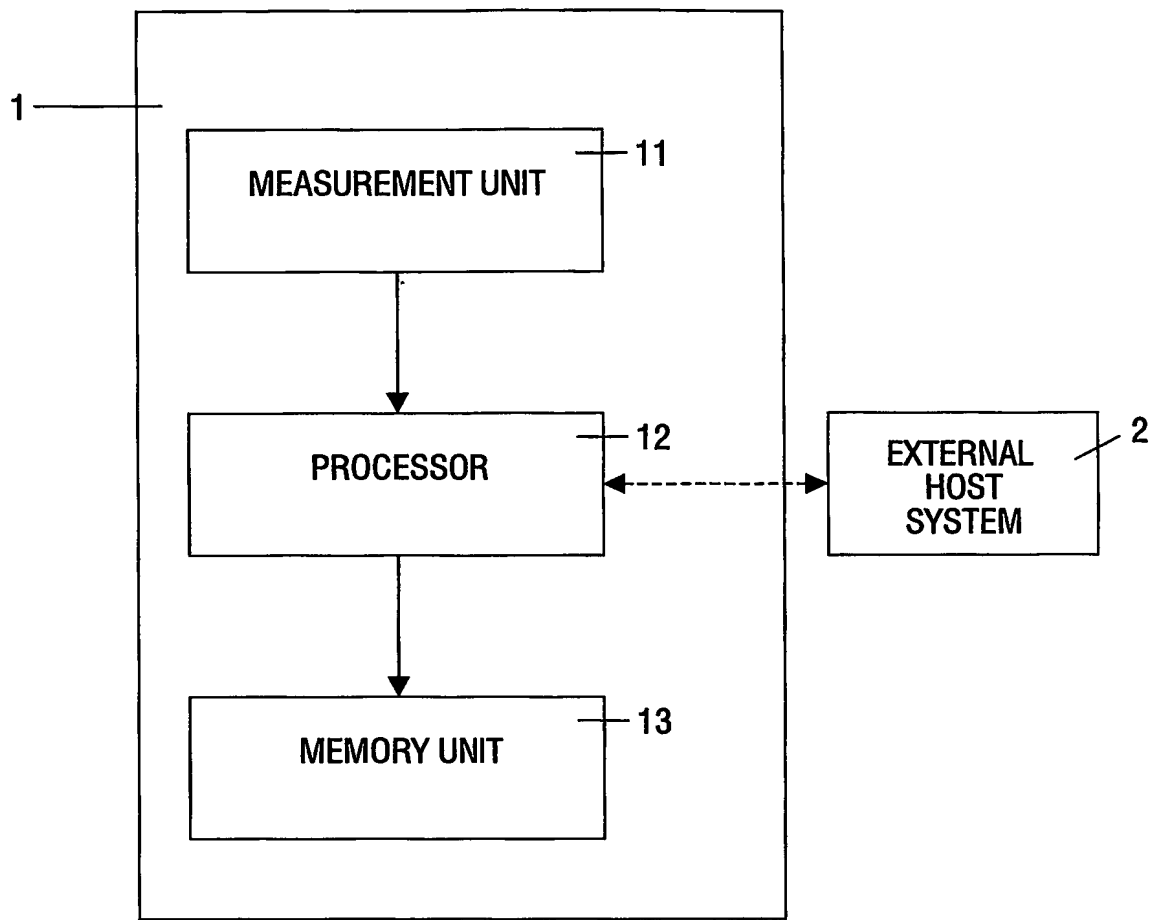 1
11
MEASUREMENT UNIT
12
PROCESSOR
2
EXTERNAL
HOST
SYSTEM
13
MEMORY UNIT